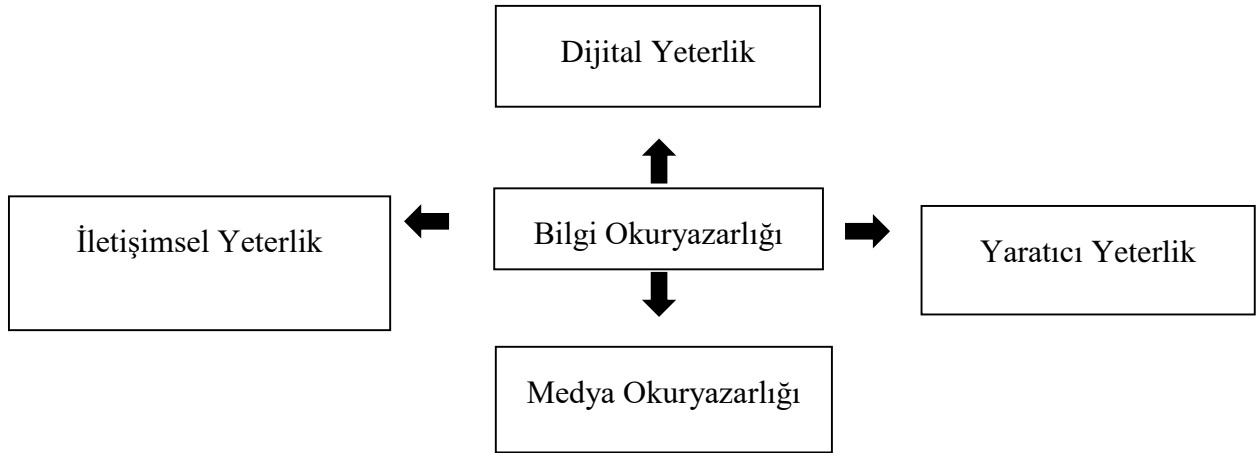 Dijital Yeterlik
İletişimsel Yeterlik
Bilgi Okuryazarlığı
Yaratıcı Yeterlik
Medya Okuryazarlığı